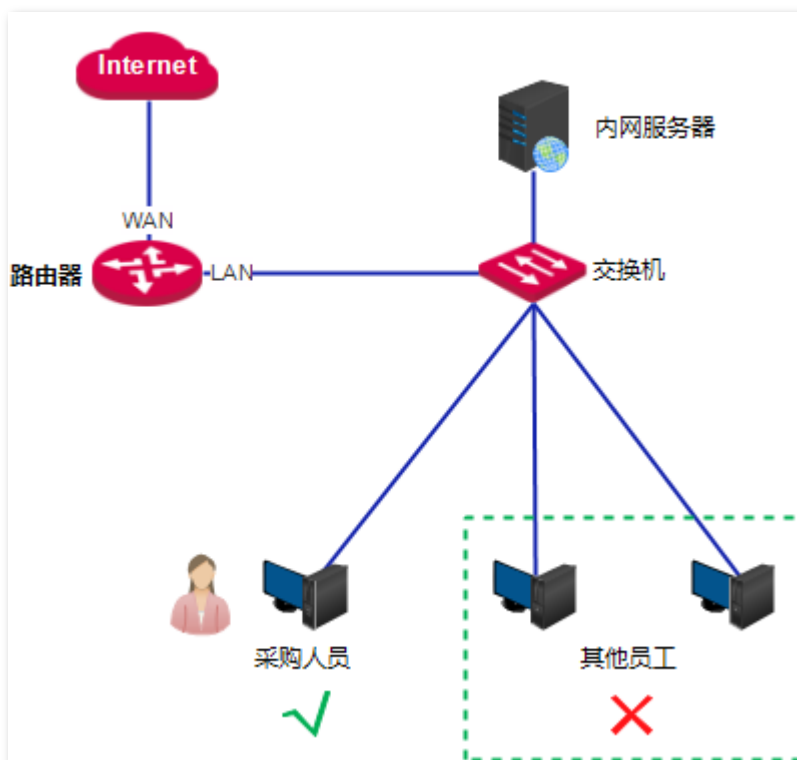 Internet
内网服务器
WAN
路由器
LAN
交换机
采购人员
其他员工